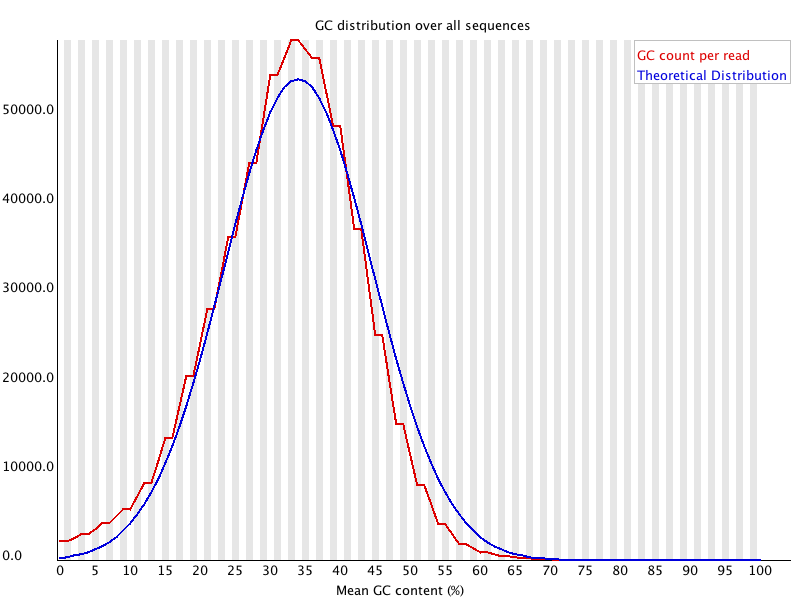 GC distribution over all sequences
GC count per read
Theoretical Distribution
50000.0
40000.0
30000.0
20000.0
10000.0
0.0
0 5 10 15 20 25 30 35 40 45 50 55 60 65 70 75 80 85 90 95 100
Mean GC content (%)